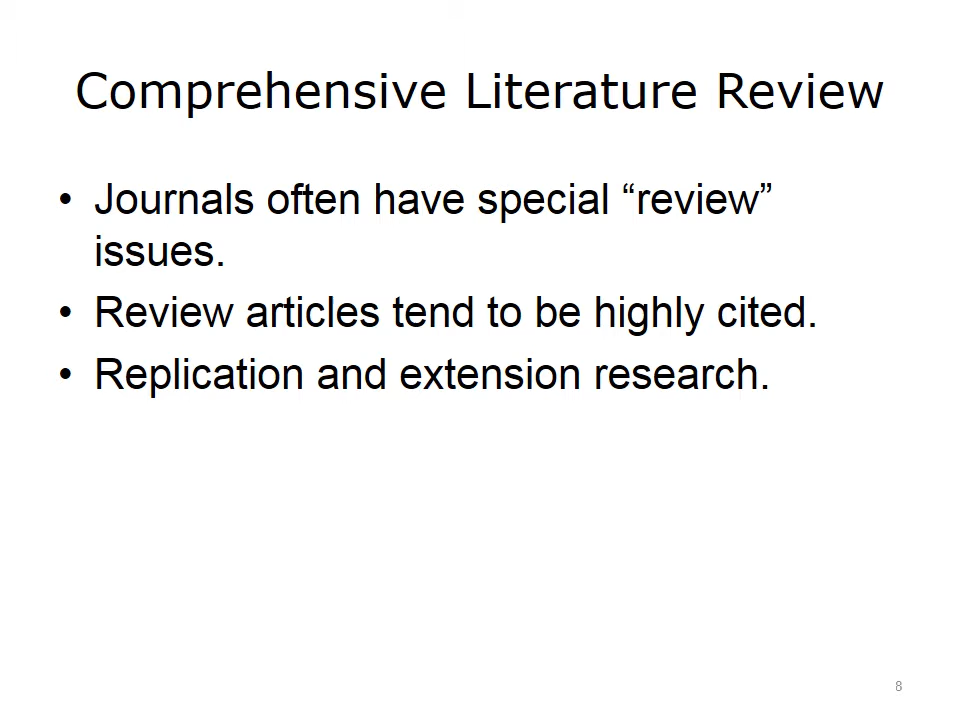 Comprehensive Literature Review
• Journals often have special “review”
issues.
• Review articles tend to be highly cited.
• Replication and extension research.
8